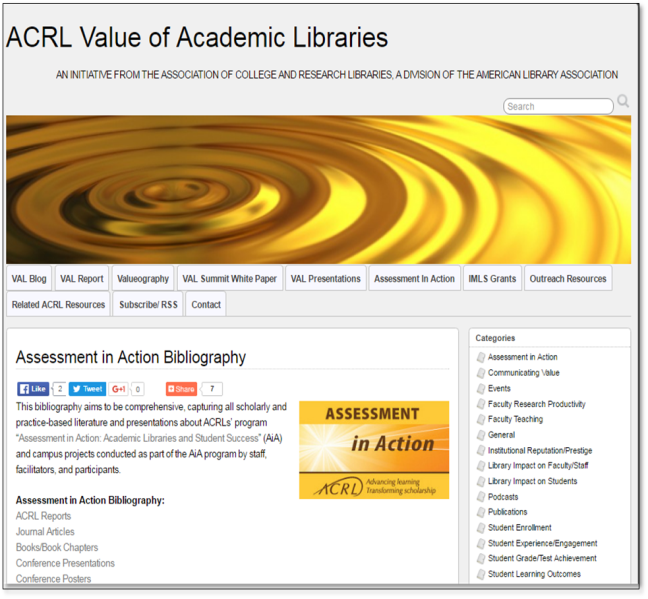 ACRL Value of Academic Libraries
AN INITIATIVE FROM THE ASSOCIATION OF COLLEGE AND RESEARCH LIBRARIES, A DIVISION OF THE AMERICAN LIBRARY ASSOCIATION
Search
VAL Blog VAL Report Valueography VAL Summit White Paper VAL Presentations Assessment In Action IMLS Grants Outreach Resources
Related ACRL Resources Subscribe/ RSS Contact
Assessment in Action Bibliography
Like 2 Tweet G+1 0 Share 7
This bibliography aims to be comprehensive, capturing all scholarly and
practice-based literature and presentations about ACRLs' program
"Assessment in Action: Academic Libraries and Student Success" (AiA)
and campus projects conducted as part of the AiA program by staff,
facilitators, and participants.
ASSESSMENT
in Action
ACRL Advancing learning
Transforming scholarship
Assessment in Action Bibliography:
ACRL Reports
Journal Articles
Books/Book Chapters
Conference Presentations
Conference Posters
Categories
Assessment in Action
Communicating Value
Events
Faculty Research Productivity
Faculty Teaching
General
Institutional Reputation/Prestige
Library Impact on Faculty/Staff
Library Impact on Students
Podcasts
Publications
Student Enrollment
Student Experience/Engagement
Student Grade/Test Achievement
Student Learning Outcomes